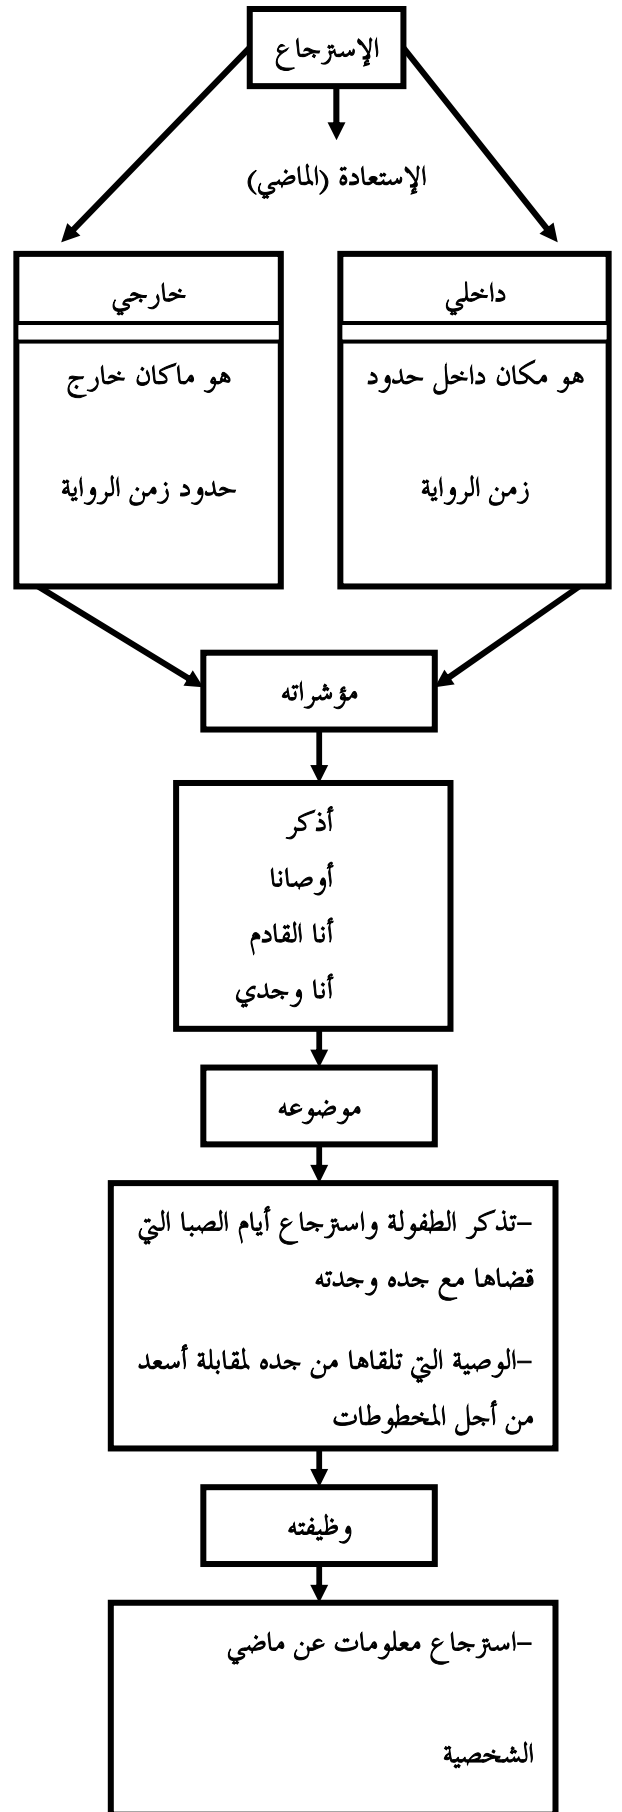 الإسترجاع
الإستعادة (الماضي)
داخلي
هو مكان داخل حدود
زمن الرواية
خارجي
هو ماكان خارج
حدود زمن الرواية
مؤشراته
أذكر
أوصانا
أنا القادم
أنا وجدي
موضوعه
-تذكر الطفولة واسترجاع أيام الصبا التي
قضاها مع جده وجدته
-الوصية التي تلقاها من جده لمقابلة أسعد
من أجل المخطوطات
وظيفته
-استرجاع معلومات عن ماضي
الشخصية